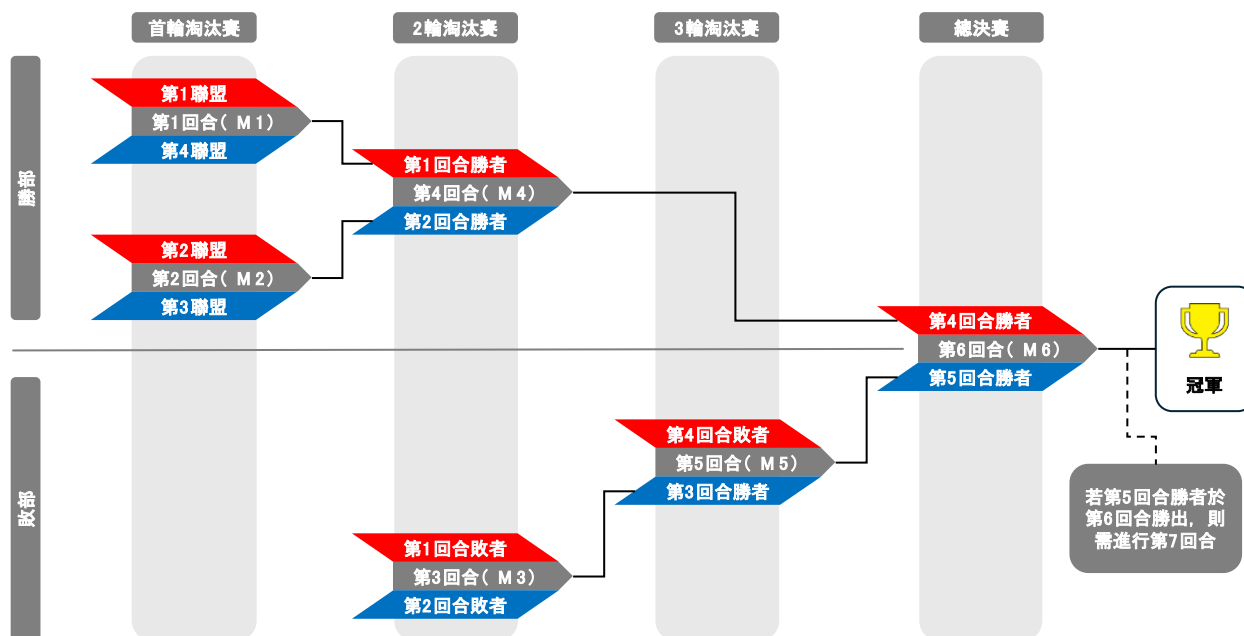 首輪淘汰賽
2輪淘汰賽
3輪淘汰賽
總決賽
勝部
第1聯盟
第1回合( M1)
第4聯盟
第2聯盟
第2回合( M2)
第3聯盟
第1回合勝者
第4回合( M4)
第2回合勝者
第4回合勝者
第6回合( M6)
第5回合勝者
冠軍
敗部
第4回合敗者
第5回合( M5)
第3回合勝者
第1回合敗者
第3回合( M3)
第2回合敗者
若第5回合勝者於
第6回合勝出, 則
需進行第7回合